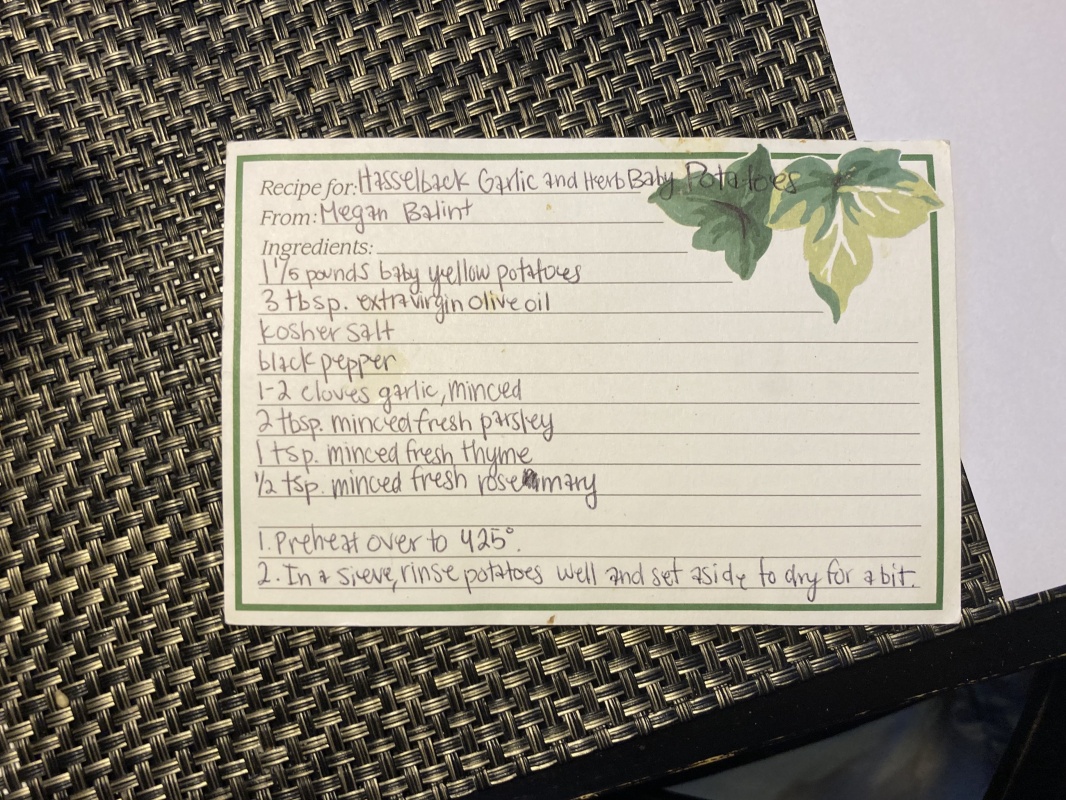 Recipe for: Hasselback Garlic and Herb Baby Potatoes
From: Megan Balint
Ingredients:
1 1/5 pounds baby yellow potatoes
3 tbsp. extra virgin olive oil
kosher salt
black pepper
1-2 cloves garlic, minced
2 tbsp. minced fresh parsley
1 tsp. minced fresh thyme
1/2 tsp. minced fresh rosemary
1. Preheat over to 425°.
2. In a sieve, rinse potatoes well and set aside to dry for a bit.